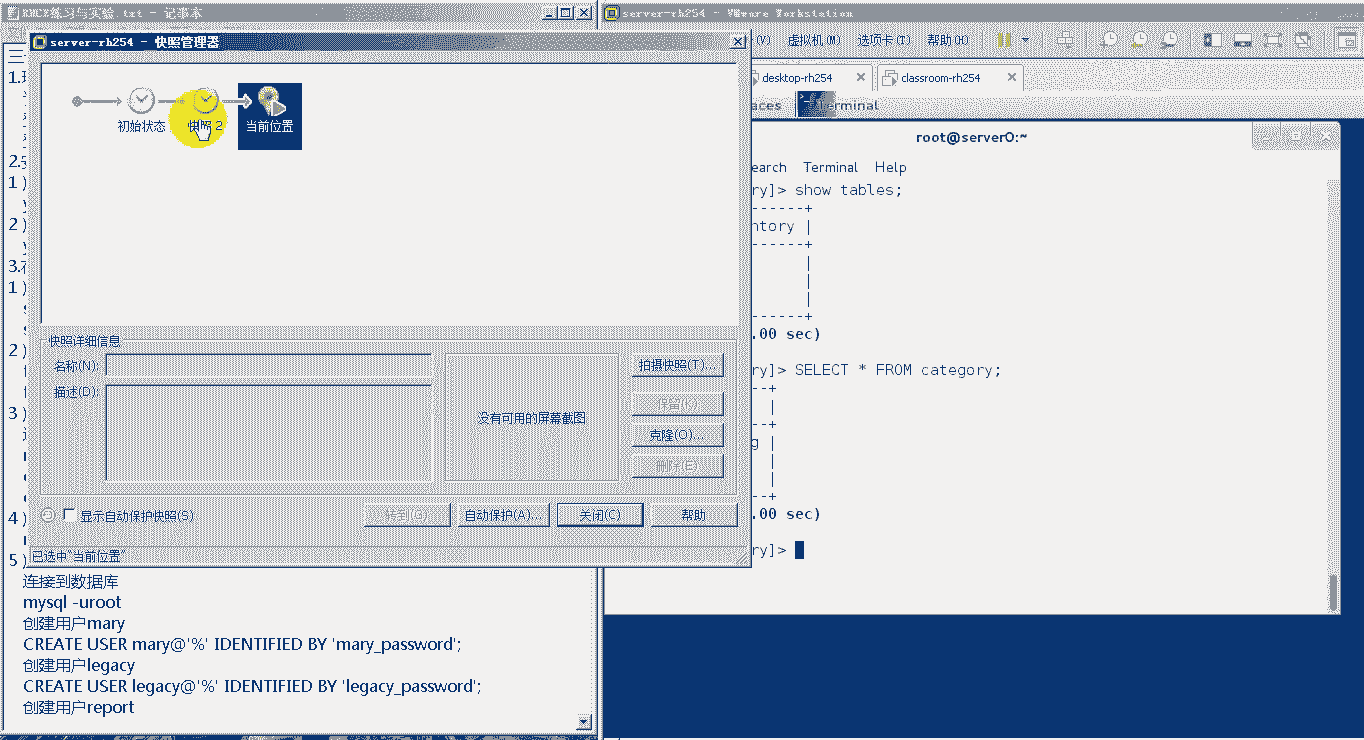 RHCE练习与实验.txt - 记事本
server-rh254 - VMware Workstation
server-rh254 - 快照管理器
(V) 虚拟机(M) 选项卡(T) 帮助(H)
desktop-rh254
classroom-rh254
aces
Terminal
三
1.
初始状态
快照 2
当前位置
root@server0:~
earch Terminal Help
2.
1)
2)
3.
1)
2)
3)
4)
5)
ry]> show tables;
------+
ntory |
------+
|
|
|
------+
.00 sec)
ry]> SELECT * FROM category;
--+
|
--+
g |
|
|
--+
.00 sec)
ry]>
快照详细信息
名称(N):
描述(D):
没有可用的屏幕截图
拍摄快照(T)...
保留(K)
克隆(O)...
删除(E)
显示自动保护快照(S)
转到(G)
自动保护(A)...
关闭(C)
帮助
已选中"当前位置"
连接到数据库
mysql -uroot
创建用户mary
CREATE USER mary@'%' IDENTIFIED BY 'mary_password';
创建用户legacy
CREATE USER legacy@'%' IDENTIFIED BY 'legacy_password';
创建用户report